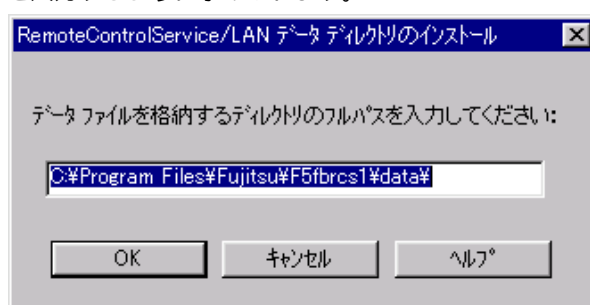 RemoteControlService/LAN ﾃﾞｰﾀ ﾃﾞｨﾚｸﾄﾘのインストール
ﾃﾞｰﾀ ﾌｧｲﾙを格納するﾃﾞｨﾚｸﾄﾘのﾌﾙﾊﾟｽを入力してください:
C:¥Program Files¥Fujitsu¥F5fbrcs1¥data¥
OK ｷｬﾝｾﾙ ﾍﾙﾌﾟ